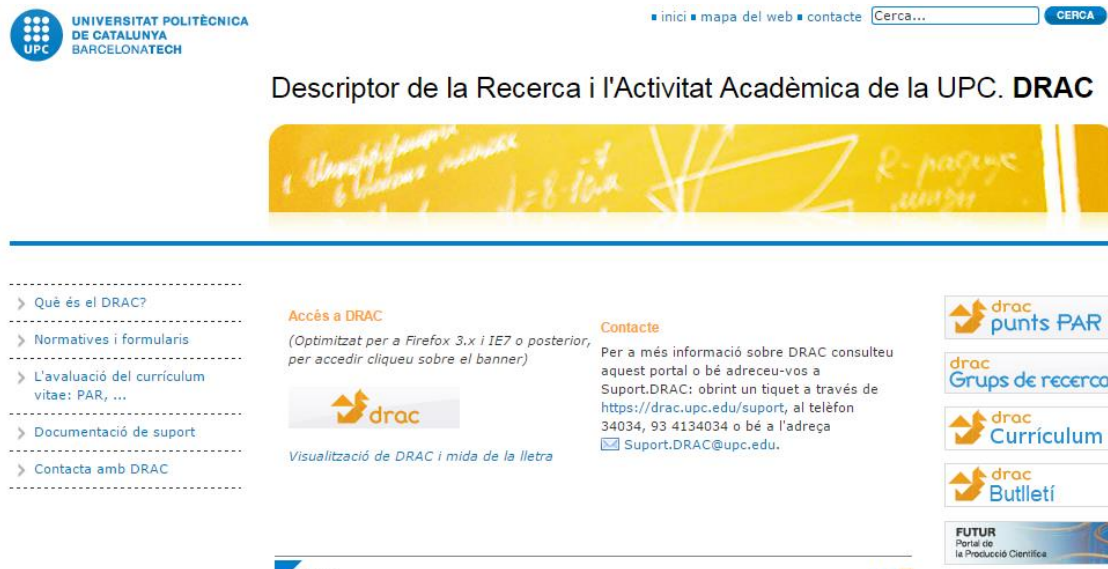 UNIVERSITAT POLITÈCNICA
DE CATALUNYA
BARCELONATECH
UPC
inici mapa del web contacte Cerca... CERCA
Descriptor de la Recerca i l'Activitat Acadèmica de la UPC. DRAC
R-pagege
Què és el DRAC?
Normatives i formularis
L'avaluació del currículum
vitae: PAR, ...
Documentació de suport
Contacta amb DRAC
Accés a DRAC
(Optimitzat per a Firefox 3.x i IE7 o posterior,
per accedir cliqueu sobre el banner)
drac
Visualització de DRAC i mida de la lletra
Contacte
Per a més informació sobre DRAC consulteu
aquest portal o bé adreceu-vos a
Suport.DRAC: obrint un tiquet a través de
https://drac.upc.edu/suport, al telèfon
34034, 93 4134034 o bé a l'adreça
Suport.DRAC@upc.edu.
drac
punts PAR
drac
Grups de recerca
drac
Currículum
drac
Butlletí
FUTUR
Portal de
la Producció Científica